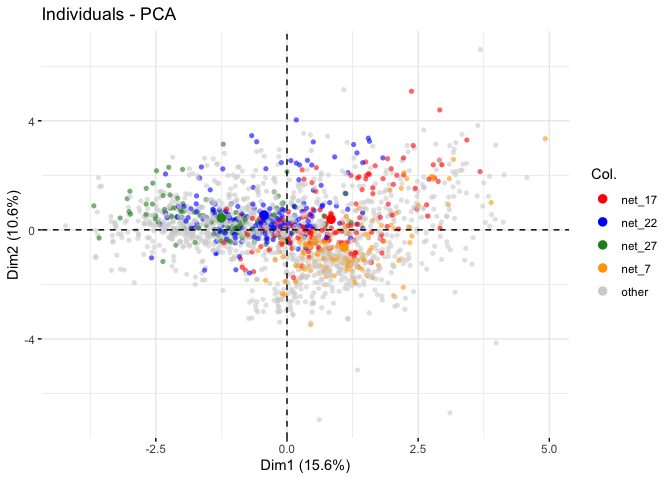 Individuals - PCA
Dim2 (10.6%)
4
0
-4
-2.5
0.0
2.5
5.0
Dim1 (15.6%)
Col.
net_17
net_22
net_27
net_7
other